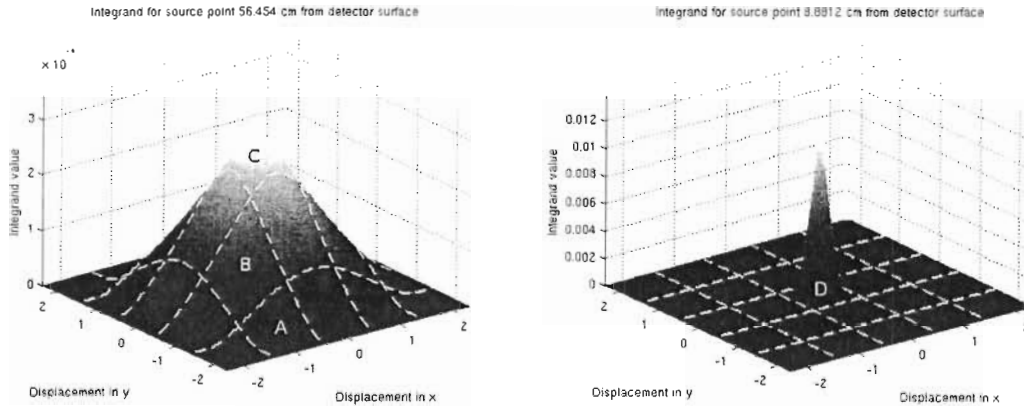 Integrand for source point 56.454 cm from detector surface
× 10
3
2
1
0
Integrand value
C
B
A
2
1
0
-1
-2
-2
-1
0
1
2
Displacement in y
Displacement in x
Integrand for source point 8.8812 cm from detector surface
0.012
0.01
0.008
0.006
0.004
0.002
0
Integrand value
D
2
1
0
-1
-2
-2
-1
0
1
2
Displacement in y
Displacement in x